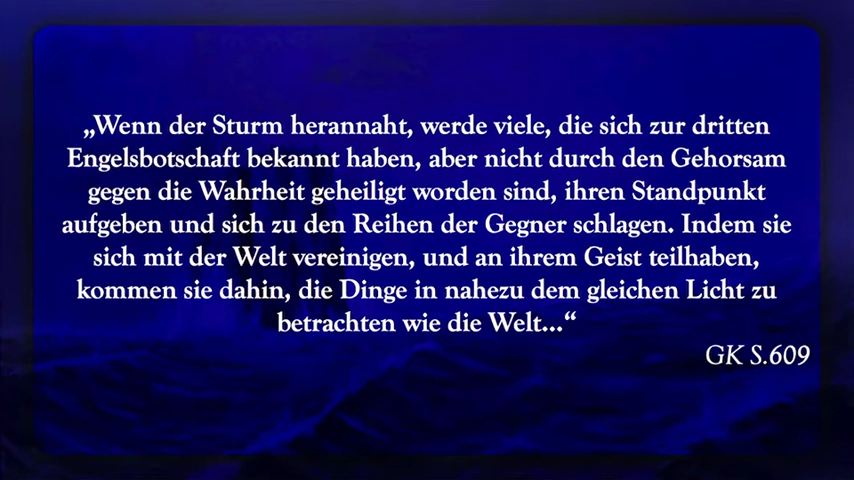 „Wenn der Sturm herannaht, werde viele, die sich zur dritten
Engelsbotschaft bekannt haben, aber nicht durch den Gehorsam
gegen die Wahrheit geheiligt worden sind, ihren Standpunkt
aufgeben und sich zu den Reihen der Gegner schlagen. Indem sie
sich mit der Welt vereinigen, und an ihrem Geist teilhaben,
kommen sie dahin, die Dinge in nahezu dem gleichen Licht zu
betrachten wie die Welt...“
GK S.609